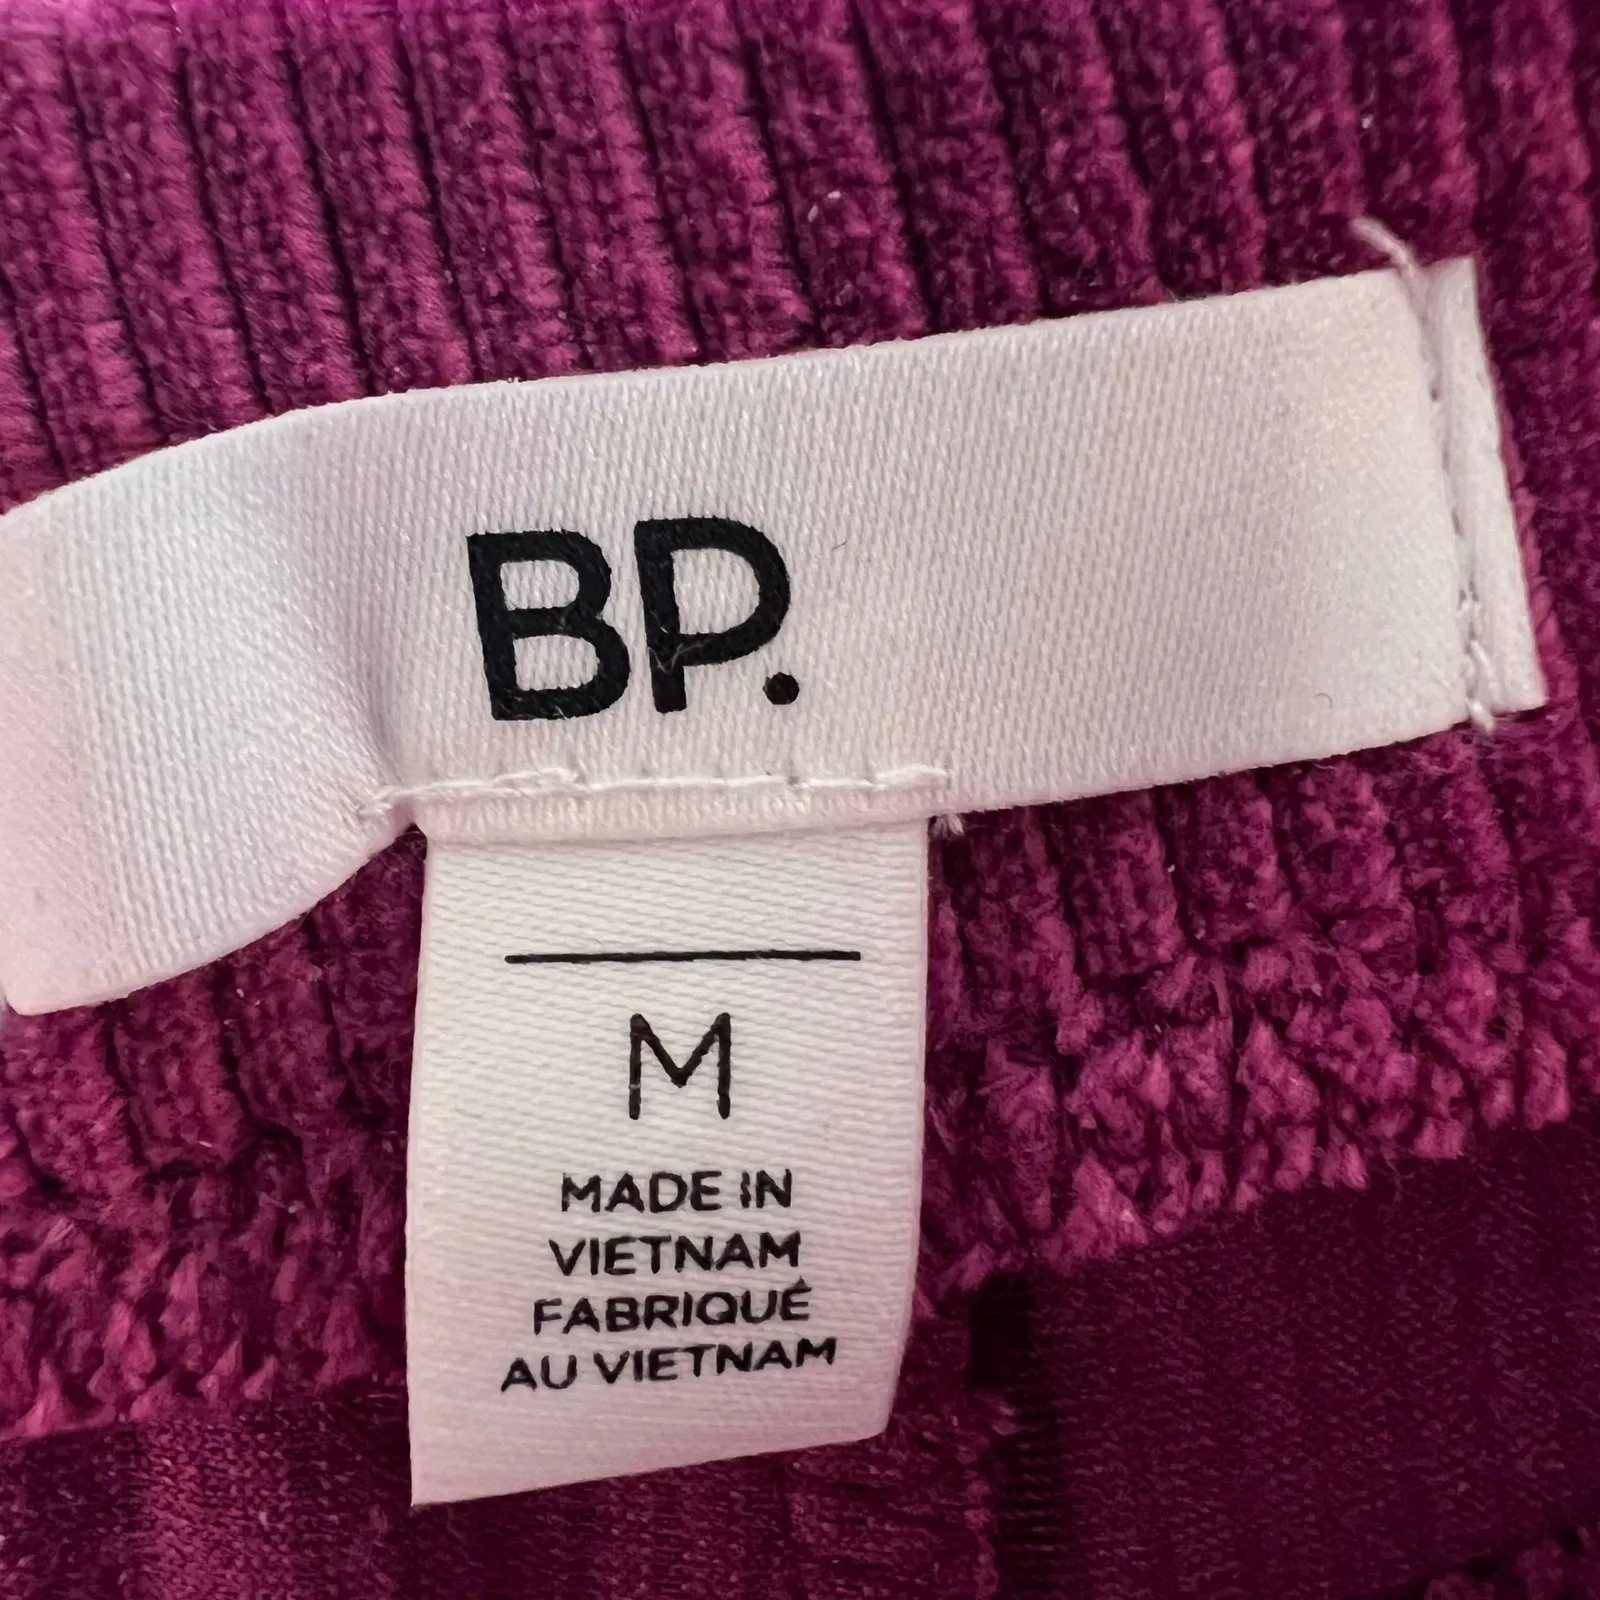 BP.
M
MADE IN
VIETNAM
FABRIQUÉ
AU VIETNAM